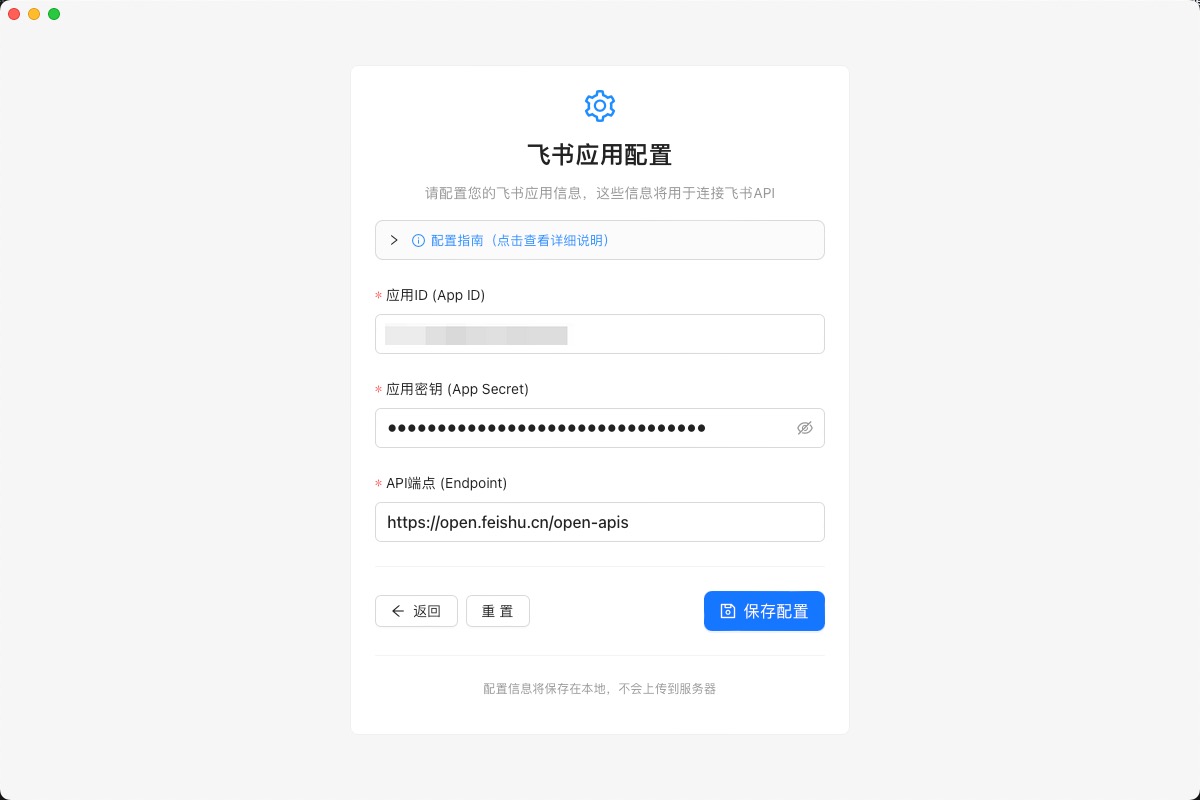 飞书应用配置
请配置您的飞书应用信息，这些信息将用于连接飞书API
配置指南（点击查看详细说明）
* 应用ID (App ID)
* 应用密钥 (App Secret)
●●●●●●●●●●●●●●●●●●●●●●●●●●●●●●●●
* API端点 (Endpoint)
https://open.feishu.cn/open-apis
返回 重置 保存配置
配置信息将保存在本地，不会上传到服务器